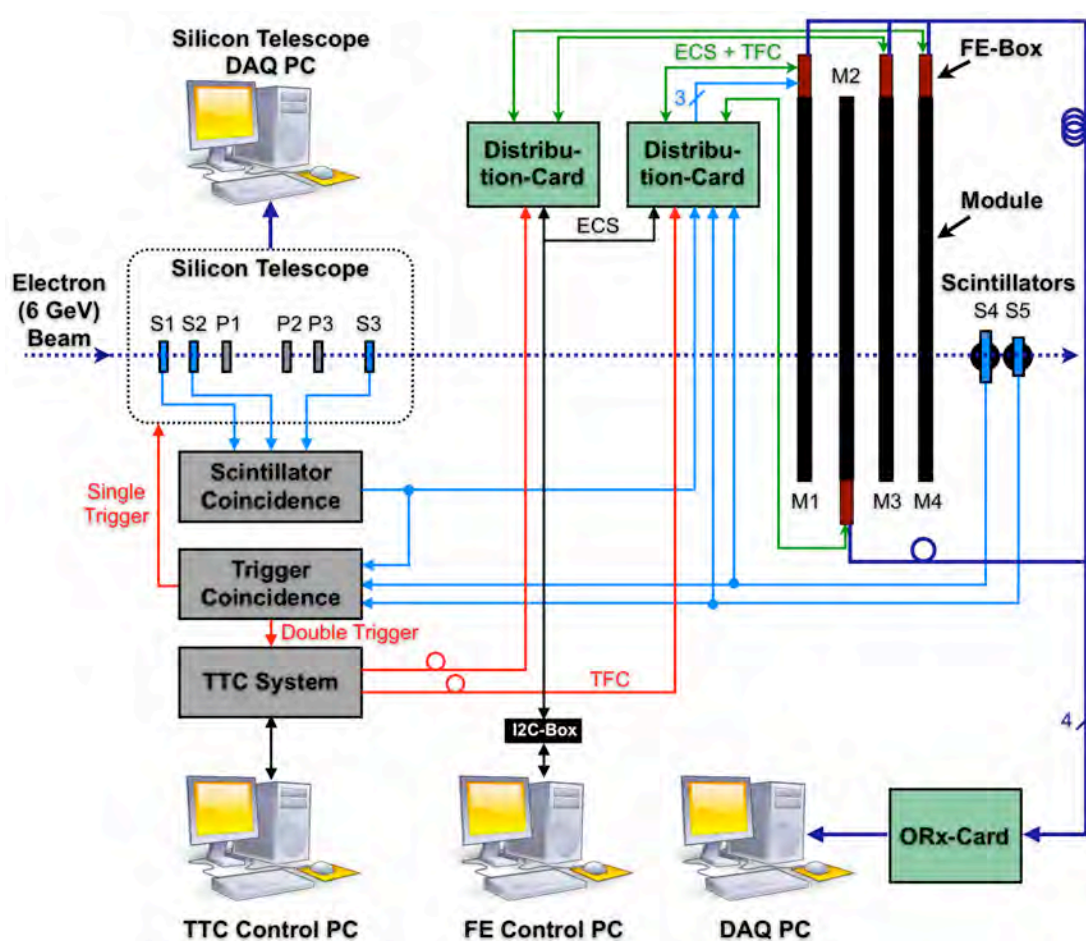 Silicon Telescope
DAQ PC
ECS + TFC
3
M2
FE-Box
Distribu-
tion-Card
Distribu-
tion-Card
ECS
Module
Silicon Telescope
Electron
(6 GeV)
Beam
S1 S2 P1 P2 P3 S3
Scintillators
S4 S5
Scintillator
Coincidence
Single
Trigger
M1 M3 M4
Trigger
Coincidence
Double Trigger
TTC System
TFC
I2C-Box
4
ORx-Card
TTC Control PC
FE Control PC
DAQ PC